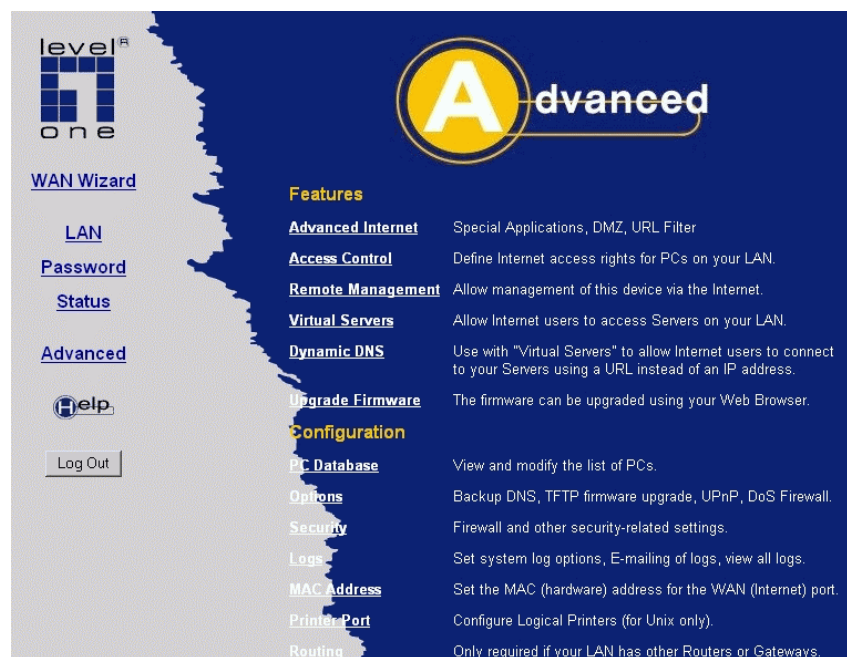 level®
one
WAN Wizard
LAN
Password
Status
Advanced
Help
Log Out
Advanced
Features
Advanced Internet Special Applications, DMZ, URL Filter
Access Control Define Internet access rights for PCs on your LAN.
Remote Management Allow management of this device via the Internet.
Virtual Servers Allow Internet users to access Servers on your LAN.
Dynamic DNS Use with "Virtual Servers" to allow Internet users to connect
to your Servers using a URL instead of an IP address.
Upgrade Firmware The firmware can be upgraded using your Web Browser.
Configuration
PC Database View and modify the list of PCs.
Options Backup DNS, TFTP firmware upgrade, UPnP, DoS Firewall.
Security Firewall and other security-related settings.
Logs Set system log options, E-mailing of logs, view all logs.
MAC Address Set the MAC (hardware) address for the WAN (Internet) port.
Printer Port Configure Logical Printers (for Unix only).
Routing Only required if your LAN has other Routers or Gateways.